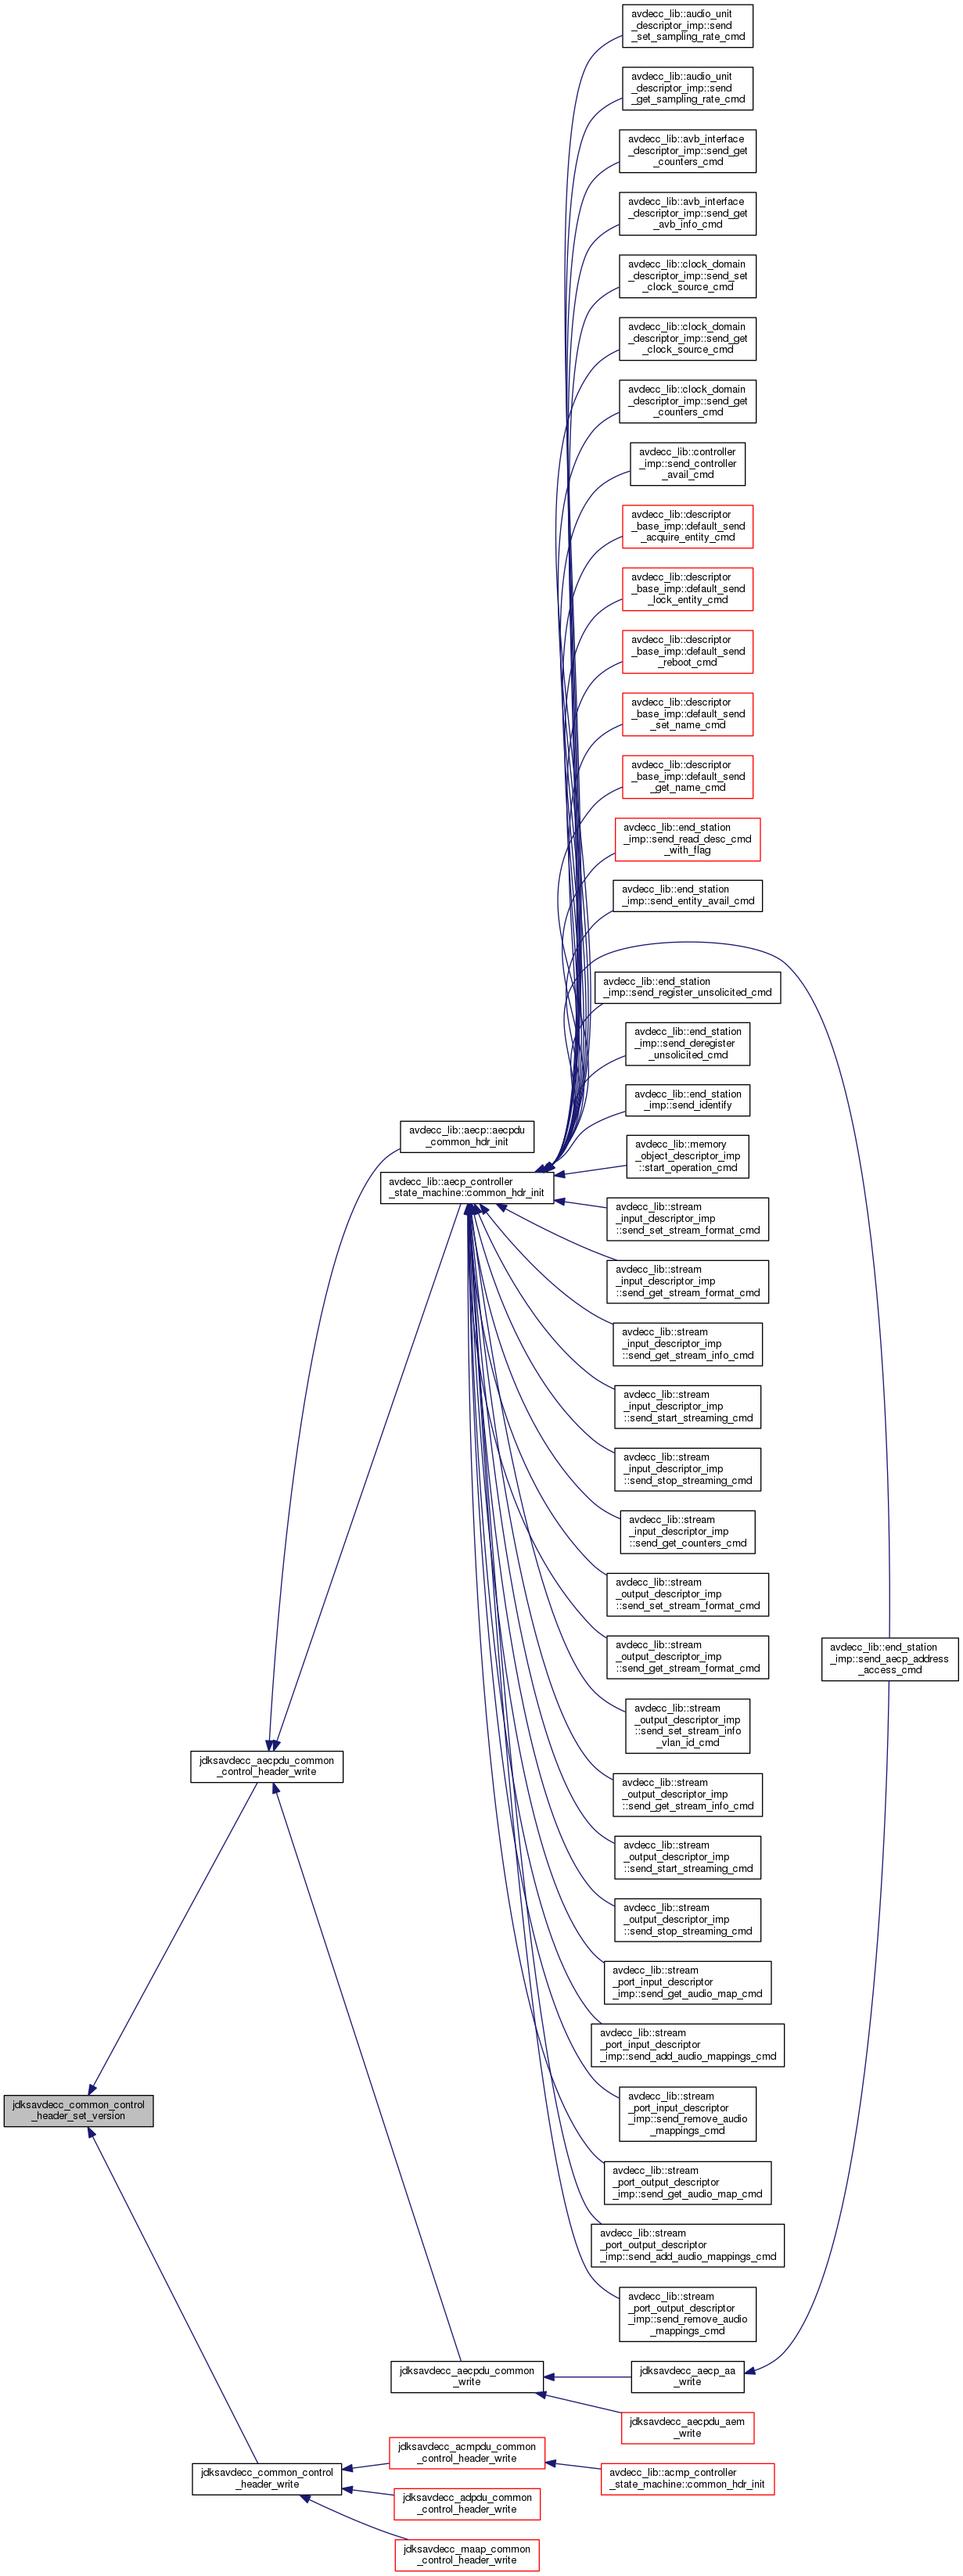 avdecc_lib::audio_unit
_descriptor_imp::send
_set_sampling_rate_cmd
avdecc_lib::audio_unit
_descriptor_imp::send
_get_sampling_rate_cmd
avdecc_lib::avb_interface
_descriptor_imp::send_get
_counters_cmd
avdecc_lib::avb_interface
_descriptor_imp::send_get
_avb_info_cmd
avdecc_lib::clock_domain
_descriptor_imp::send_set
_clock_source_cmd
avdecc_lib::clock_domain
_descriptor_imp::send_get
_clock_source_cmd
avdecc_lib::clock_domain
_descriptor_imp::send_get
_counters_cmd
avdecc_lib::controller
_imp::send_controller
_avail_cmd
avdecc_lib::descriptor
_base_imp::default_send
_acquire_entity_cmd
avdecc_lib::descriptor
_base_imp::default_send
_lock_entity_cmd
avdecc_lib::descriptor
_base_imp::default_send
_reboot_cmd
avdecc_lib::descriptor
_base_imp::default_send
_set_name_cmd
avdecc_lib::descriptor
_base_imp::default_send
_get_name_cmd
avdecc_lib::end_station
_imp::send_read_desc_cmd
_with_flag
avdecc_lib::end_station
_imp::send_entity_avail_cmd
avdecc_lib::end_station
_imp::send_register_unsolicited_cmd
avdecc_lib::end_station
_imp::send_deregister
_unsolicited_cmd
avdecc_lib::end_station
_imp::send_identify
avdecc_lib::aecp::aecpdu
_common_hdr_init
avdecc_lib::memory
_object_descriptor_imp
::start_operation_cmd
avdecc_lib::aecp_controller
_state_machine::common_hdr_init
avdecc_lib::stream
_input_descriptor_imp
::send_set_stream_format_cmd
avdecc_lib::stream
_input_descriptor_imp
::send_get_stream_format_cmd
avdecc_lib::stream
_input_descriptor_imp
::send_get_stream_info_cmd
avdecc_lib::stream
_input_descriptor_imp
::send_start_streaming_cmd
avdecc_lib::stream
_input_descriptor_imp
::send_stop_streaming_cmd
avdecc_lib::stream
_input_descriptor_imp
::send_get_counters_cmd
avdecc_lib::stream
_output_descriptor_imp
::send_set_stream_format_cmd
avdecc_lib::stream
_output_descriptor_imp
::send_get_stream_format_cmd
avdecc_lib::end_station
_imp::send_aecp_address
_access_cmd
avdecc_lib::stream
_output_descriptor_imp
::send_set_stream_info
_vlan_id_cmd
jdksavdecc_aecpdu_common
_control_header_write
avdecc_lib::stream
_output_descriptor_imp
::send_get_stream_info_cmd
avdecc_lib::stream
_output_descriptor_imp
::send_start_streaming_cmd
avdecc_lib::stream
_output_descriptor_imp
::send_stop_streaming_cmd
avdecc_lib::stream
_port_input_descriptor
_imp::send_get_audio_map_cmd
avdecc_lib::stream
_port_input_descriptor
_imp::send_add_audio_mappings_cmd
jdksavdecc_common_control
_header_set_version
avdecc_lib::stream
_port_input_descriptor
_imp::send_remove_audio
_mappings_cmd
avdecc_lib::stream
_port_output_descriptor
_imp::send_get_audio_map_cmd
avdecc_lib::stream
_port_output_descriptor
_imp::send_add_audio_mappings_cmd
avdecc_lib::stream
_port_output_descriptor
_imp::send_remove_audio
_mappings_cmd
jdksavdecc_aecpdu_common
_write
jdksavdecc_aecp_aa
_write
jdksavdecc_aecpdu_aem
_write
jdksavdecc_common_control
_header_write
jdksavdecc_acmpdu_common
_control_header_write
avdecc_lib::acmp_controller
_state_machine::common_hdr_init
jdksavdecc_adpdu_common
_control_header_write
jdksavdecc_maap_common
_control_header_write